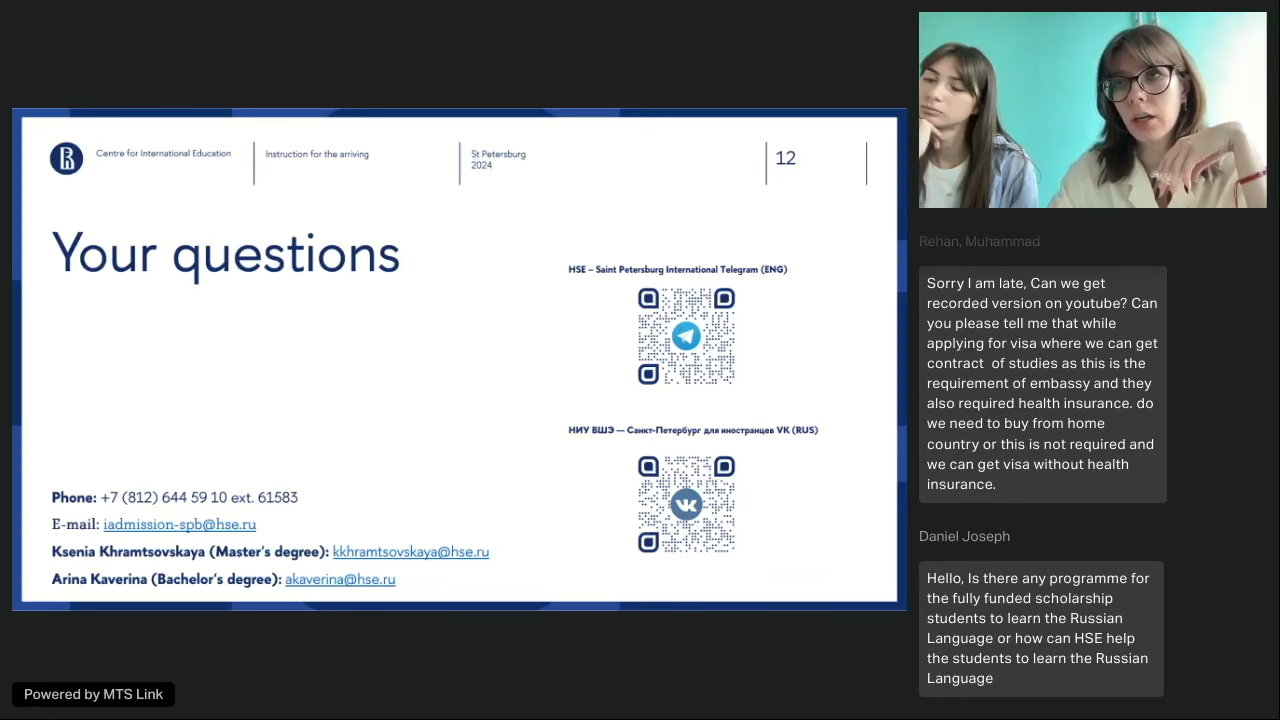 Centre for International Education
Instruction for the arriving
St Petersburg
2024
12
Your questions
HSE – Saint Petersburg International Telegram (ENG)
НИУ ВШЭ — Санкт-Петербург для иностранцев VK (RUS)
Phone: +7 (812) 644 59 10 ext. 61583
E-mail: iadmission-spb@hse.ru
Ksenia Khramtsovskaya (Master's degree): kkhramtsovskaya@hse.ru
Arina Kaverina (Bachelor's degree): akaverina@hse.ru
Rehan, Muhammad
Sorry I am late, Can we get
recorded version on youtube? Can
you please tell me that while
applying for visa where we can get
contract  of studies as this is the
requirement of embassy and they
also required health insurance. do
we need to buy from home
country or this is not required and
we can get visa without health
insurance.
Daniel Joseph
Hello, Is there any programme for
the fully funded scholarship
students to learn the Russian
Language or how can HSE help
the students to learn the Russian
Language
Powered by MTS Link